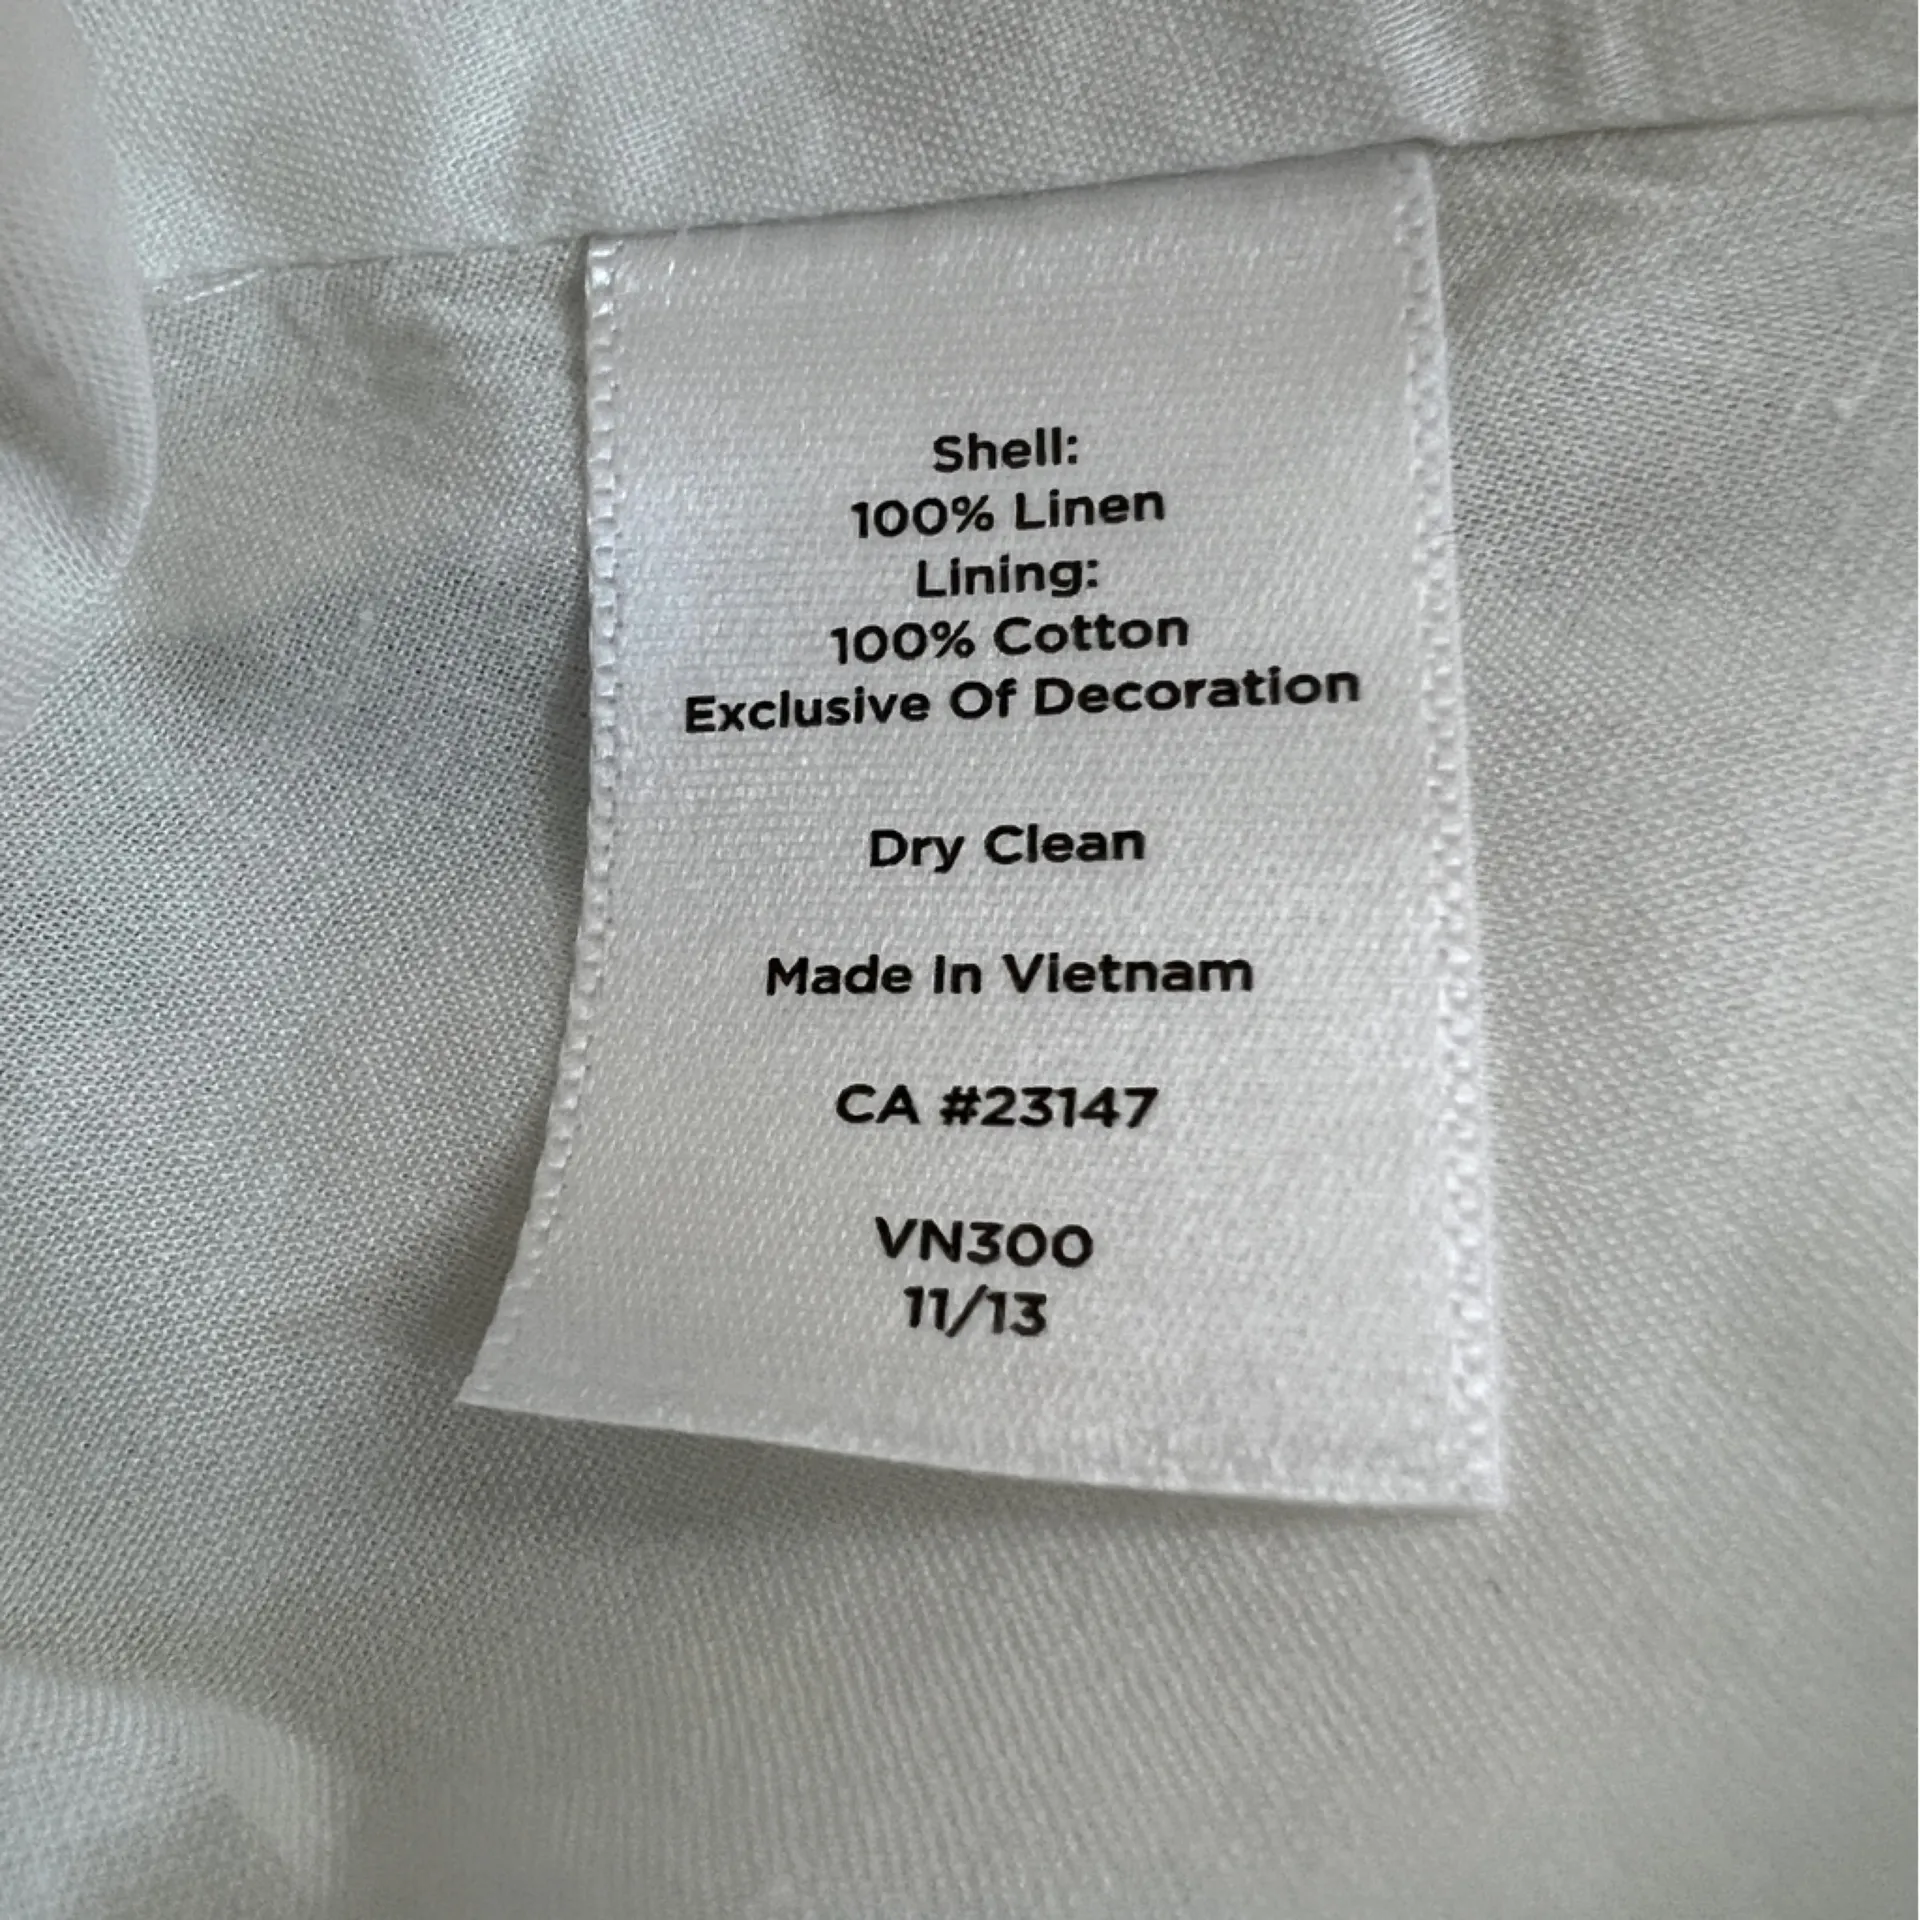 Shell:
100% Linen
Lining:
100% Cotton
Exclusive Of Decoration
Dry Clean
Made In Vietnam
CA #23147
VN300
11/13